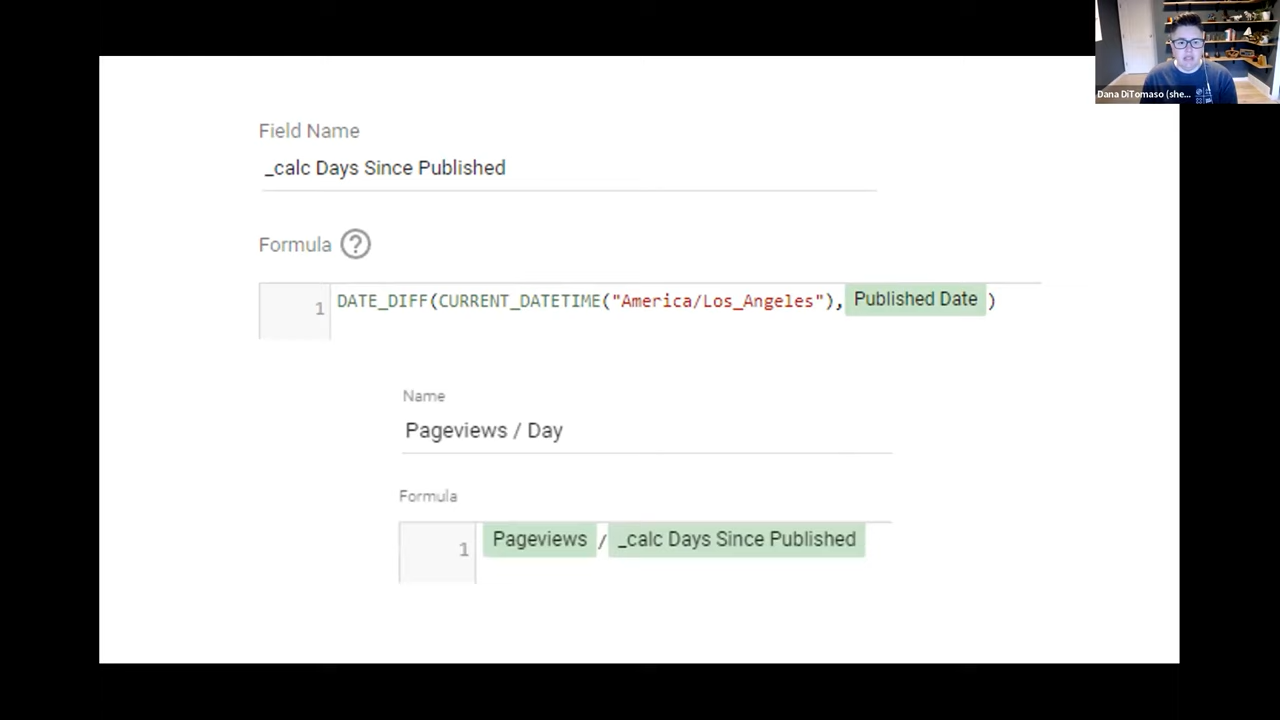 Dana DiTomaso (she...
Field Name
_calc Days Since Published
Formula ?
1 DATE_DIFF(CURRENT_DATETIME("America/Los_Angeles"), Published Date )
Name
Pageviews / Day
Formula
1 Pageviews / _calc Days Since Published